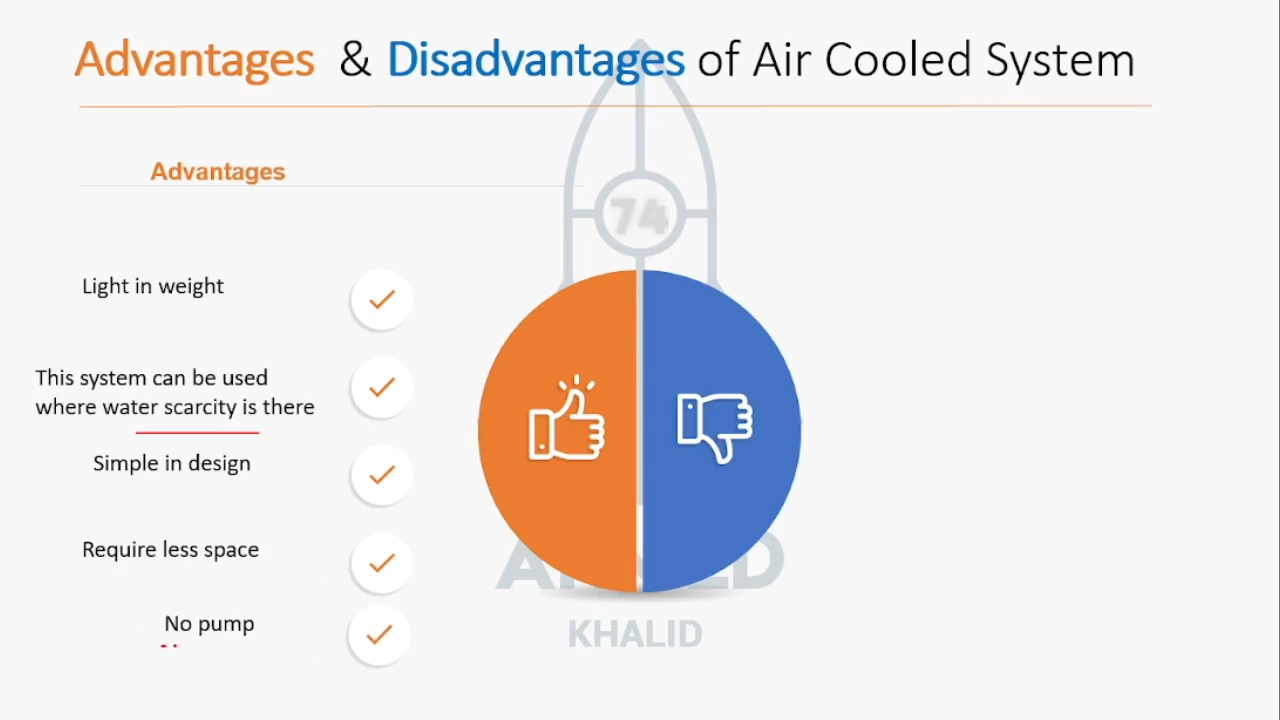 Advantages & Disadvantages of Air Cooled System
Advantages
74
Light in weight
This system can be used
where water scarcity is there
Simple in design
Require less space
No pump
KHALID